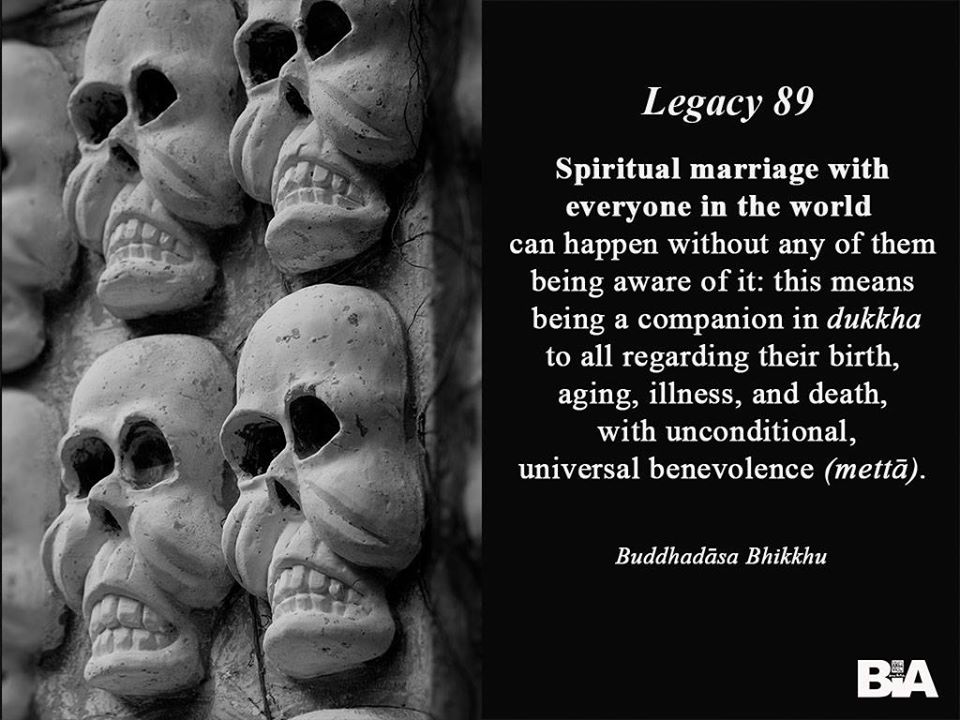 Legacy 89
Spiritual marriage with
everyone in the world
can happen without any of them
being aware of it: this means
being a companion in dukkha
to all regarding their birth,
aging, illness, and death,
with unconditional,
universal benevolence (mettā).
Buddhadāsa Bhikkhu
BIA